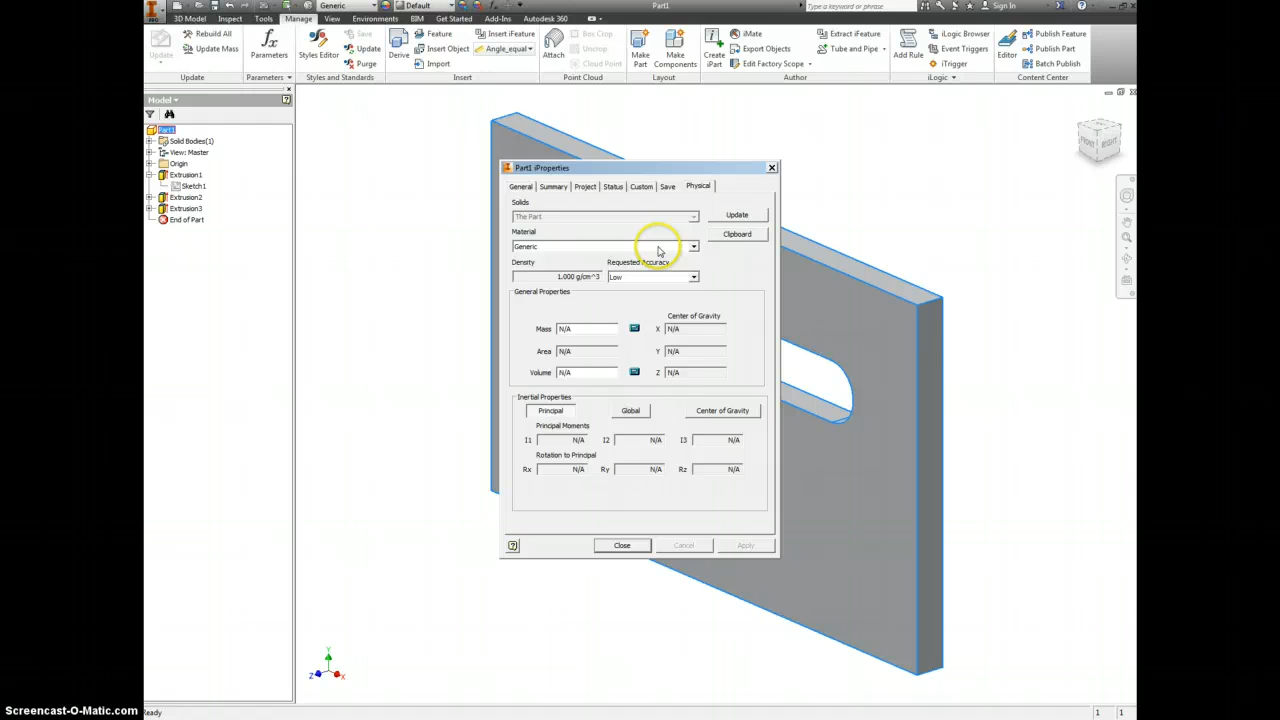 Generic Default Part1 Type here to search or keyword. Sign In
3D Model Inspect Tools Manage View Environments BIM Get Started Add-Ins Autodesk 360
Update
Rebuild All
Update Mass
Update
Parameters
Parameters
Styles Editor
Save
Update
Purge
Styles and Standards
Derive
Feature
Insert Object
Import
Insert iFeature
Angle_equal
Insert
Attach
Box Crop
Uncrop
Cloud Point
Point Cloud
Make Part
Make Components
Layout
Create iPart
iMate
Export Objects
Edit Factory Scope
Extract iFeature
Tube and Pipe
Author
Add Rule
iLogic Browser
Event Triggers
iTrigger
iLogic
Editor
Publish Feature
Publish Part
Batch Publish
Content Center
Model
Part1
Solid Bodies(1)
View: Master
Origin
Extrusion1
Sketch1
Extrusion2
Extrusion3
End of Part
FRONT RIGHT
Part1 iProperties
General Summary Project Status Custom Save Physical
Solids
The Part Update
Material Clipboard
Generic
Density Requested Accuracy
1.000 g/cm^3 Low
General Properties
Center of Gravity
Mass N/A X N/A
Area N/A Y N/A
Volume N/A Z N/A
Inertial Properties
Principal Global Center of Gravity
Principal Moments
I1 N/A I2 N/A I3 N/A
Rotation to Principal
Rx N/A Ry N/A Rz N/A
Close Cancel Apply
Y
Z X
Screencast-O-Matic.com Ready 1 1